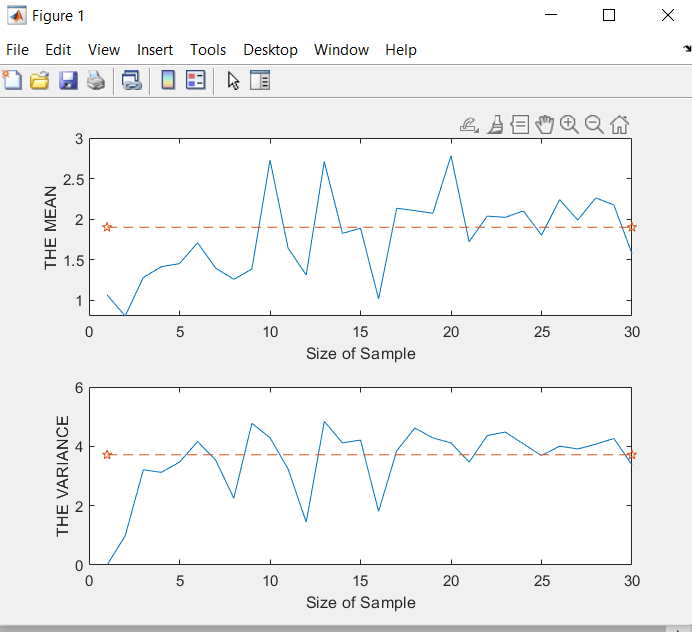 Figure 1
File Edit View Insert Tools Desktop Window Help
3
2.5
2
1.5
1
THE MEAN
0 5 10 15 20 25 30
Size of Sample
6
4
2
0
THE VARIANCE
0 5 10 15 20 25 30
Size of Sample